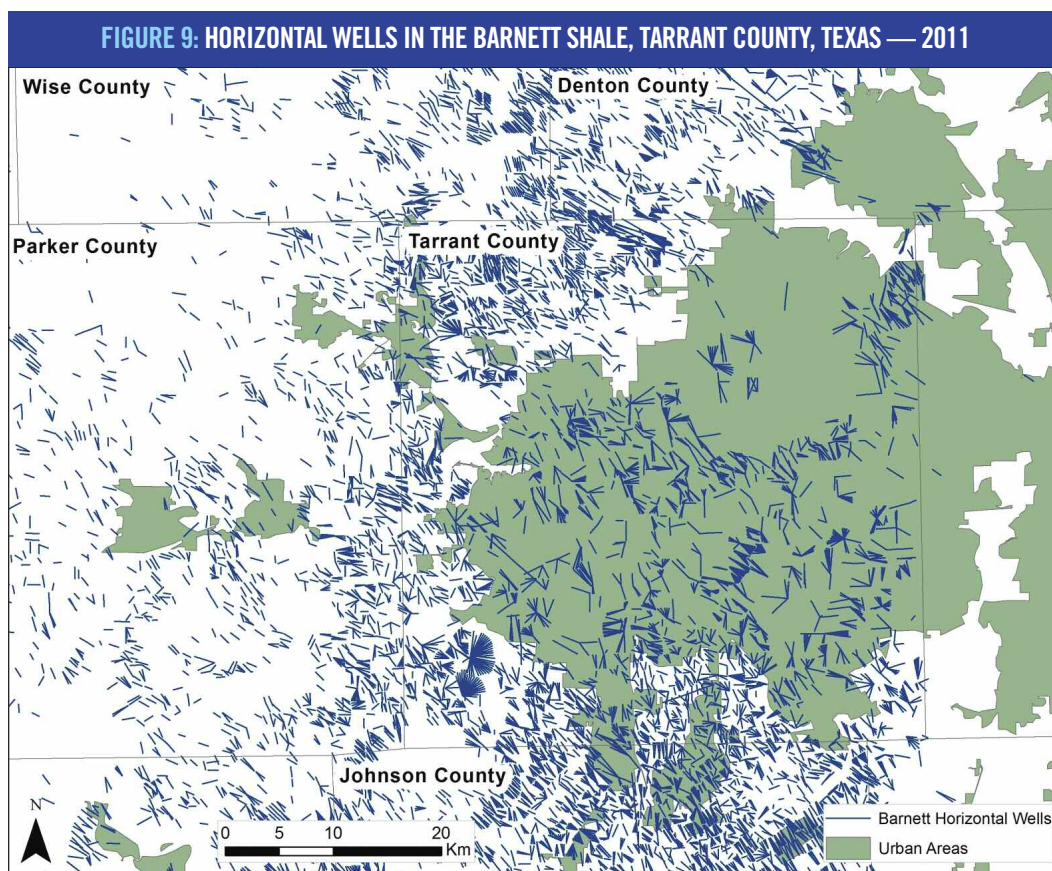 FIGURE 9: HORIZONTAL WELLS IN THE BARNETT SHALE, TARRANT COUNTY, TEXAS — 2011
Wise County
Denton County
Parker County
Tarrant County
Johnson County
N
0 5 10 20
Km
Barnett Horizontal Wells
Urban Areas